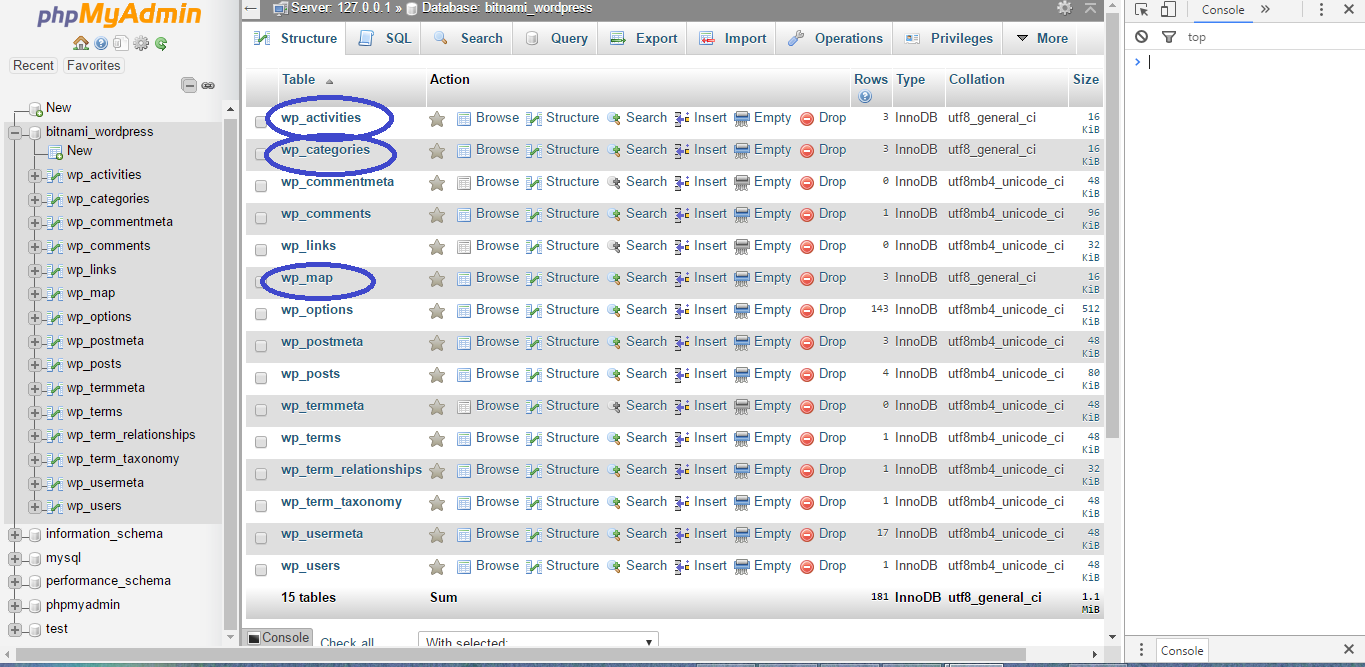 phpMyAdmin
Recent Favorites
New
bitnami_wordpress
New
wp_activities
wp_categories
wp_commentmeta
wp_comments
wp_links
wp_map
wp_options
wp_postmeta
wp_posts
wp_termmeta
wp_terms
wp_term_relationships
wp_term_taxonomy
wp_usermeta
wp_users
information_schema
mysql
performance_schema
phpmyadmin
test
Server: 127.0.0.1 » Database: bitnami_wordpress
Structure SQL Search Query Export Import Operations Privileges More
Table Action Rows Type Collation Size
wp_activities Browse Structure Search Insert Empty Drop 3 InnoDB utf8_general_ci 16 KiB
wp_categories Browse Structure Search Insert Empty Drop 3 InnoDB utf8_general_ci 16 KiB
wp_commentmeta Browse Structure Search Insert Empty Drop 0 InnoDB utf8mb4_unicode_ci 48 KiB
wp_comments Browse Structure Search Insert Empty Drop 1 InnoDB utf8mb4_unicode_ci 96 KiB
wp_links Browse Structure Search Insert Empty Drop 0 InnoDB utf8mb4_unicode_ci 32 KiB
wp_map Browse Structure Search Insert Empty Drop 3 InnoDB utf8_general_ci 16 KiB
wp_options Browse Structure Search Insert Empty Drop 143 InnoDB utf8mb4_unicode_ci 512 KiB
wp_postmeta Browse Structure Search Insert Empty Drop 3 InnoDB utf8mb4_unicode_ci 48 KiB
wp_posts Browse Structure Search Insert Empty Drop 4 InnoDB utf8mb4_unicode_ci 80 KiB
wp_termmeta Browse Structure Search Insert Empty Drop 0 InnoDB utf8mb4_unicode_ci 48 KiB
wp_terms Browse Structure Search Insert Empty Drop 1 InnoDB utf8mb4_unicode_ci 48 KiB
wp_term_relationships Browse Structure Search Insert Empty Drop 1 InnoDB utf8mb4_unicode_ci 32 KiB
wp_term_taxonomy Browse Structure Search Insert Empty Drop 1 InnoDB utf8mb4_unicode_ci 48 KiB
wp_usermeta Browse Structure Search Insert Empty Drop 17 InnoDB utf8mb4_unicode_ci 48 KiB
wp_users Browse Structure Search Insert Empty Drop 1 InnoDB utf8mb4_unicode_ci 48 KiB
15 tables Sum 181 InnoDB utf8_general_ci 1.1 MiB
Console Check all With selected:
Console »
top
>
Console